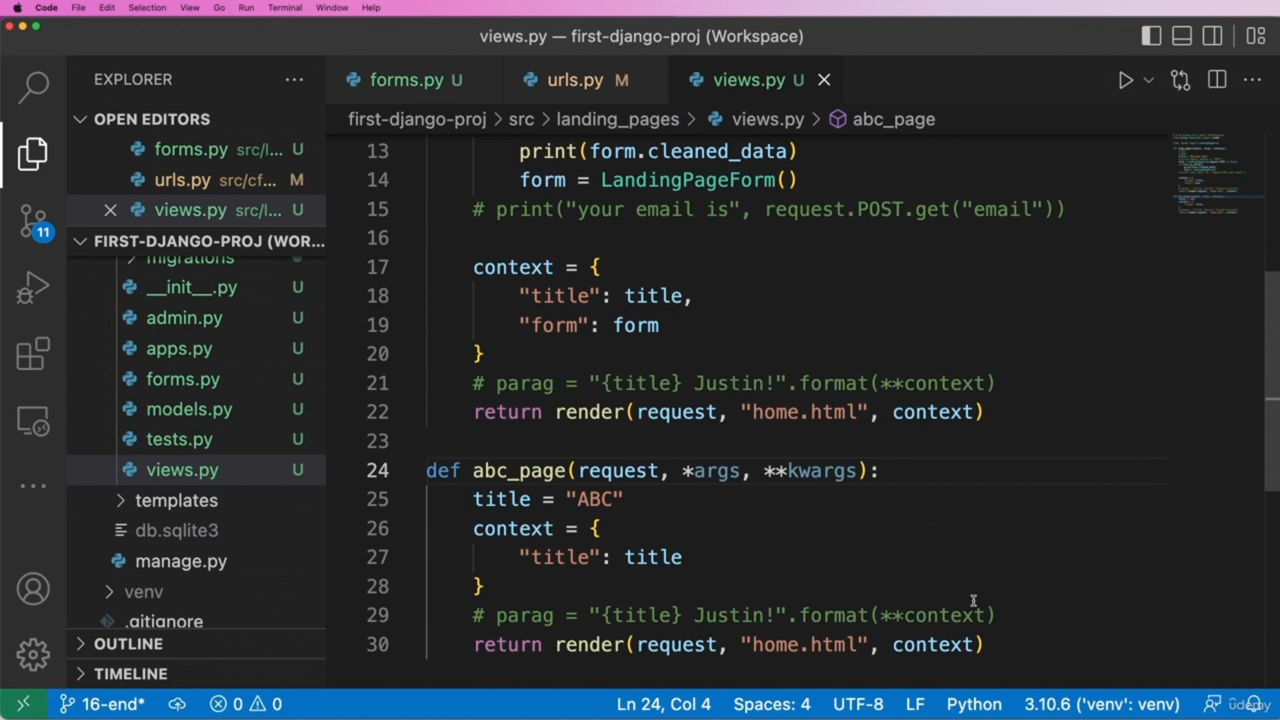 Code File Edit Selection View Go Run Terminal Window Help
views.py — first-django-proj (Workspace)
EXPLORER
forms.py U urls.py M views.py U
OPEN EDITORS
first-django-proj > src > landing_pages > views.py > abc_page
forms.py src/l... U
urls.py src/cf... M
views.py src/l... U
11
FIRST-DJANGO-PROJ (WOR...
migrations
__init__.py U
admin.py U
apps.py U
forms.py U
models.py U
tests.py U
views.py U
templates
db.sqlite3
manage.py
venv
.gitignore
OUTLINE
TIMELINE
13 print(form.cleaned_data)
14 form = LandingPageForm()
15 # print("your email is", request.POST.get("email"))
16
17 context = {
18 "title": title,
19 "form": form
20 }
21 # parag = "{title} Justin!".format(**context)
22 return render(request, "home.html", context)
23
24 def abc_page(request, *args, **kwargs):
25 title = "ABC"
26 context = {
27 "title": title
28 }
29 # parag = "{title} Justin!".format(**context)
30 return render(request, "home.html", context)
16-end* 0 0 Ln 24, Col 4 Spaces: 4 UTF-8 LF Python 3.10.6 ('venv': venv)
udemy